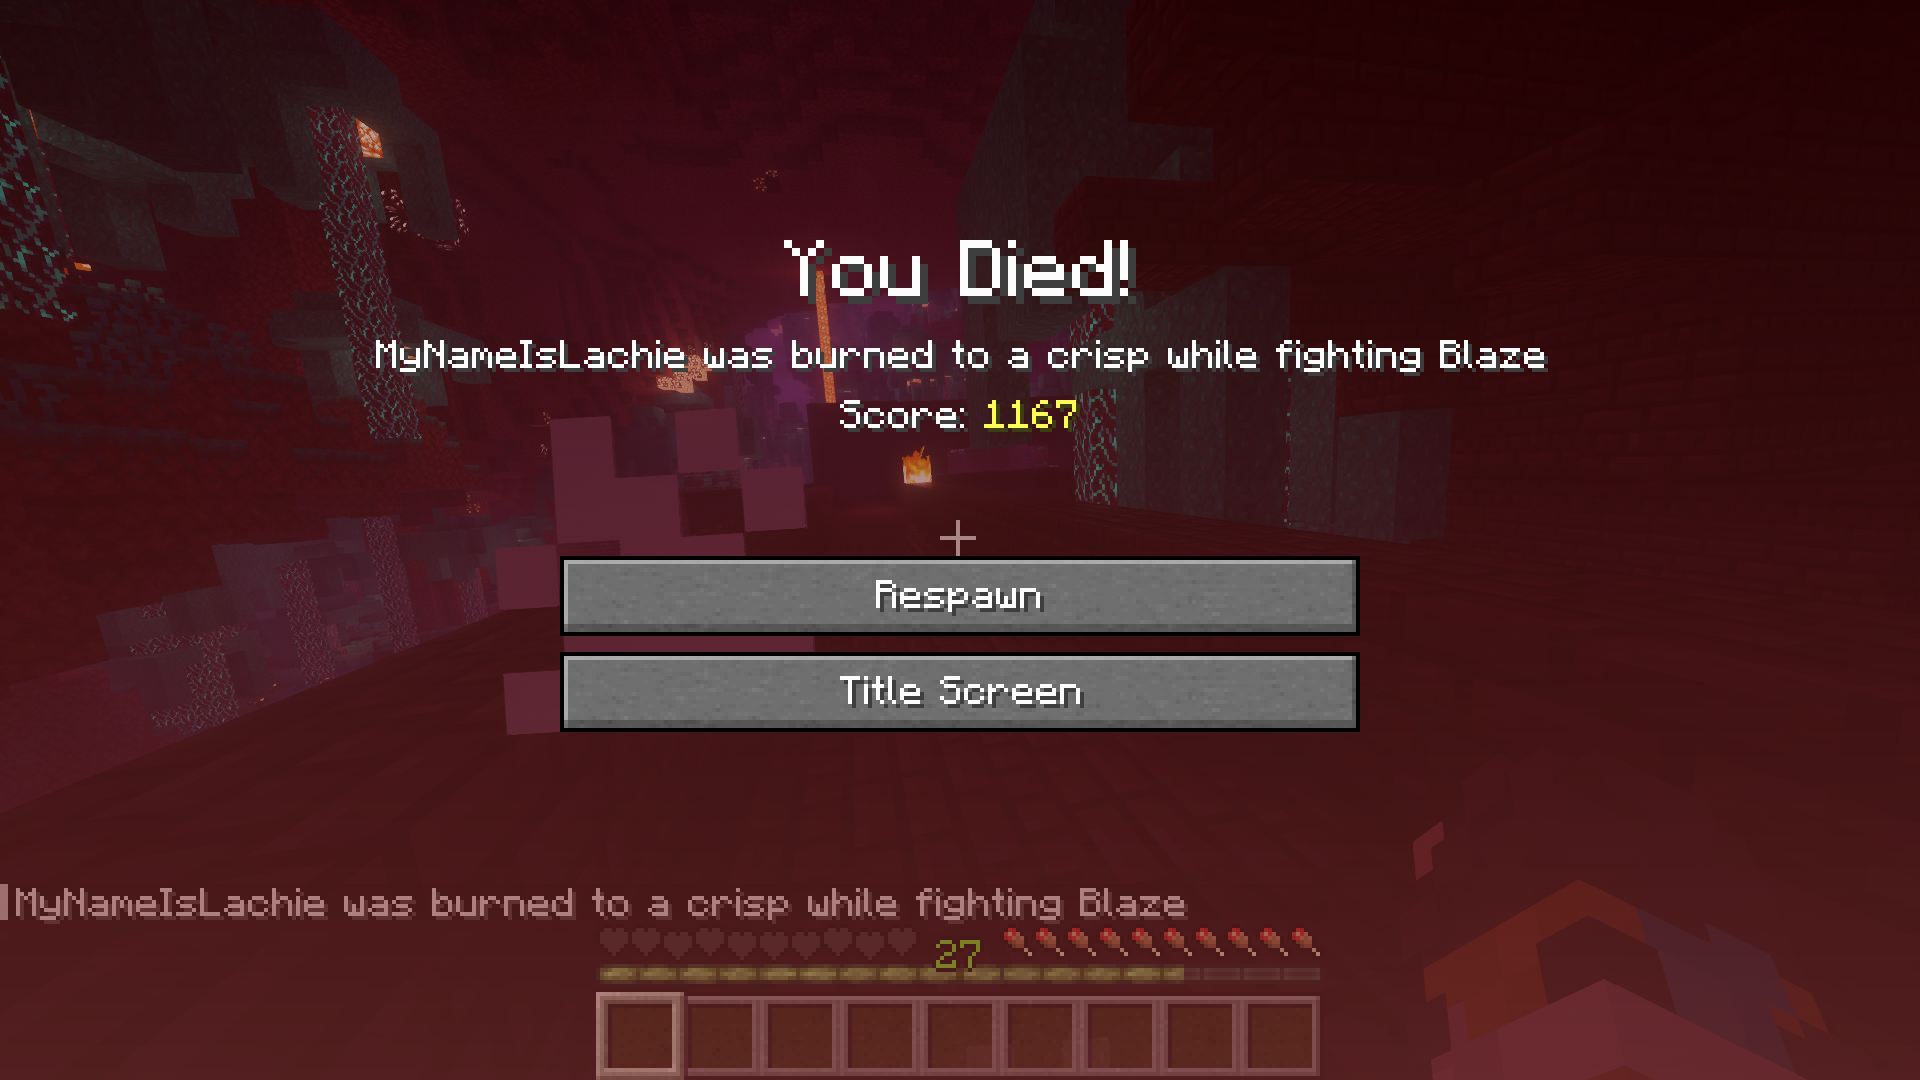 You Died!
MyNameIsLachie was burned to a crisp while fighting Blaze
Score: 1167
Respawn
Title Screen
MyNameIsLachie was burned to a crisp while fighting Blaze
27